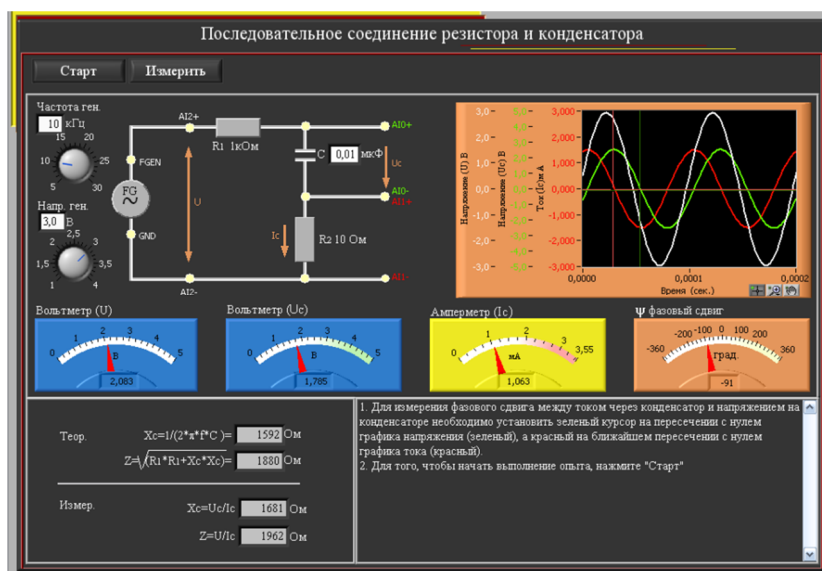 Последовательное соединение резистора и конденсатора
Старт
Измерить
Частота ген.
10 кГц
15 20
10 25
5 30
Напр. ген.
3,0 В
2,5
2 3
1,5 3,5
1 4
FGEN
FG
GND
AI2+
U
AI2-
R1 1кОм
C 0,01 мкФ
Uc
Ic
R2 10 Ом
AI0+
AI0-
AI1+
AI1-
Напряжение (U) В
3,0
2,0
1,0
0,0
-1,0
-2,0
-3,0
Напряжение (Uc) В
Ток (Ic) мА
3,000
2,000
1,000
0,000
-1,000
-2,000
-3,000
0,0000 0,0001 0,0002
Время (сек.)
Вольтметр (U)
0 1 2 3 4 5
В
2,083
Вольтметр (Uc)
0 1 2 3 4 5
В
1,785
Амперметр (Ic)
0 1 2 3 3,55
мА
1,063
Ψ фазовый сдвиг
-360 -200 -100 0 100 200 360
град.
-91
Теор.
Xc=1/(2*π*f*C )= 1592 Ом
Z=√(R1*R1+Xc*Xc)= 1880 Ом
Измер.
Xc=Uc/Ic 1681 Ом
Z=U/Ic 1962 Ом
1. Для измерения фазового сдвига между током через конденсатор и напряжением на
конденсаторе необходимо установить зеленый курсор на пересечении с нулем
графика напряжения (зеленый), а красный на ближайшем пересечении с нулем
графика тока (красный).
2. Для того, чтобы начать выполнение опыта, нажмите "Старт"